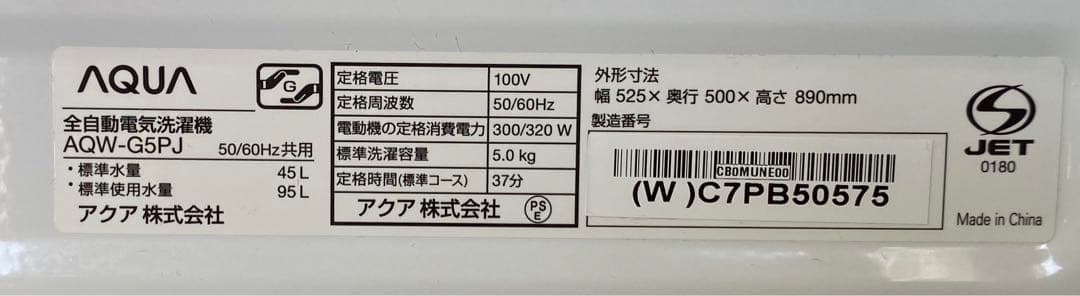 AQUA
G
全自動電気洗濯機
AQW-G5PJ 50/60Hz共用
・標準水量 45L
・標準使用水量 95L
アクア 株式会社
定格電圧 100V
定格周波数 50/60Hz
電動機の定格消費電力 300/320 W
標準洗濯容量 5.0 kg
定格時間(標準コース) 37分
アクア 株式会社 PSE
外形寸法
幅 525× 奥行 500× 高さ 890mm
製造番号
CB0MUNE00
(W )C7PB50575
JET
0180
Made in China